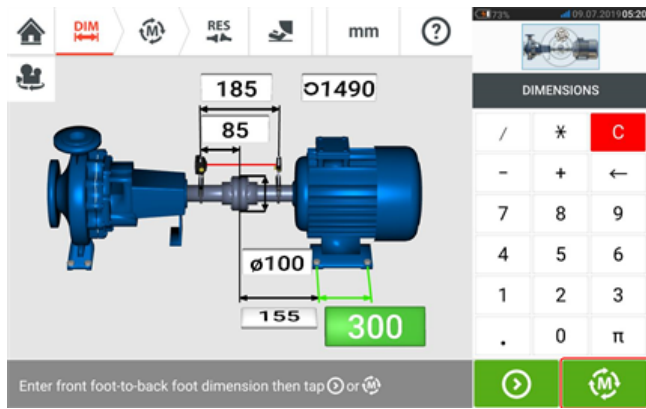 DIM
M
RES
mm
?
73%
09.07.2019 05:20
185
1490
85
ø100
155
300
DIMENSIONS
/ * C
- + ←
7 8 9
4 5 6
1 2 3
. 0 π
Enter front foot-to-back foot dimension then tap or M
M